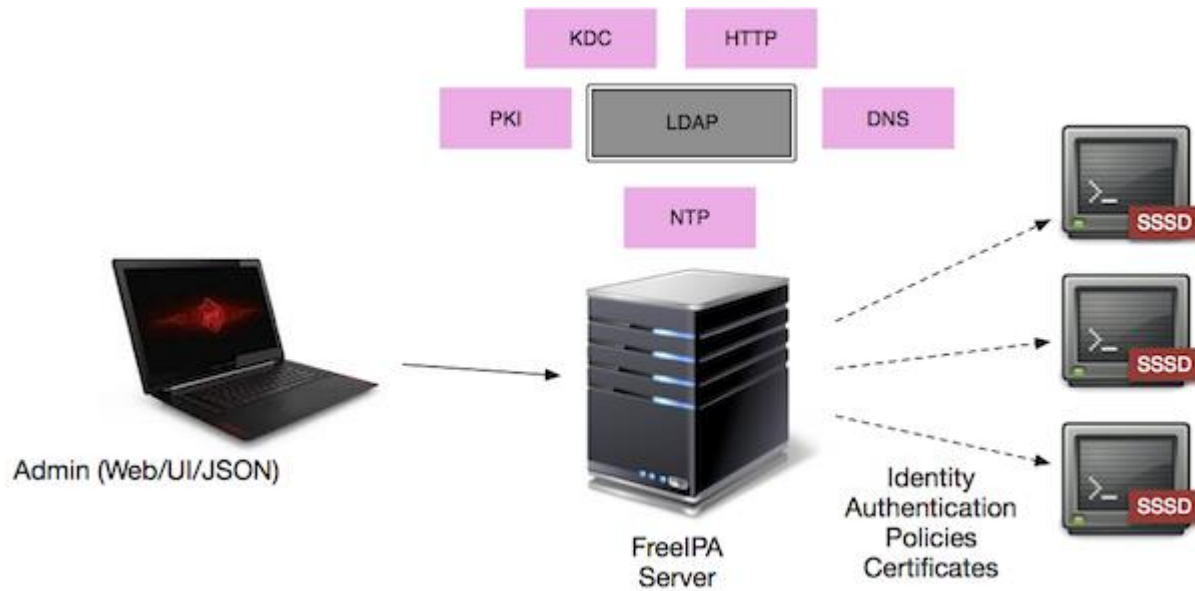 KDC
HTTP
PKI
LDAP
DNS
NTP
SSSD
SSSD
SSSD
Admin (Web/UI/JSON)
FreeIPA
Server
Identity
Authentication
Policies
Certificates